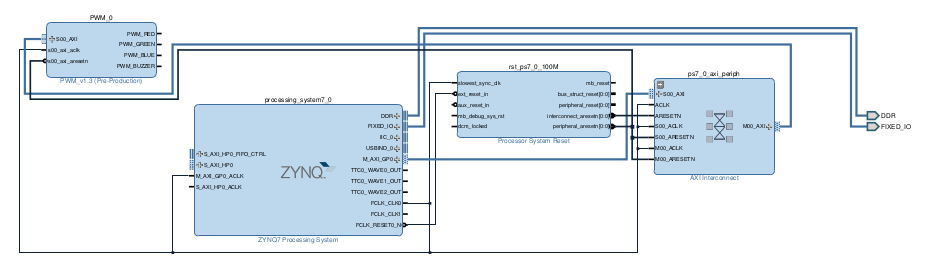 PWM_0
S00_AXI
s00_axi_aclk
s00_axi_aresetn
PWM_RED
PWM_GREEN
PWM_BLUE
PWM_BUZZER
PWM_v1.3 (Pre-Production)
processing_system7_0
S_AXI_HP0_FIFO_CTRL
S_AXI_HP0
M_AXI_GP0_ACLK
S_AXI_HP0_ACLK
ZYNQ
DDR
FIXED_IO
IIC_0
USBIND_0
M_AXI_GP0
TTC0_WAVE0_OUT
TTC0_WAVE1_OUT
TTC0_WAVE2_OUT
FCLK_CLK0
FCLK_CLK1
FCLK_RESET0_N
ZYNQ7 Processing System
rst_ps7_0_100M
slowest_sync_clk
ext_reset_in
aux_reset_in
mb_debug_sys_rst
dcm_locked
mb_reset
bus_struct_reset[0:0]
peripheral_reset[0:0]
interconnect_aresetn[0:0]
peripheral_aresetn[0:0]
Processor System Reset
ps7_0_axi_periph
S00_AXI
ACLK
ARESETN
S00_ACLK
S00_ARESETN
M00_ACLK
M00_ARESETN
M00_AXI
AXI Interconnect
DDR
FIXED_IO